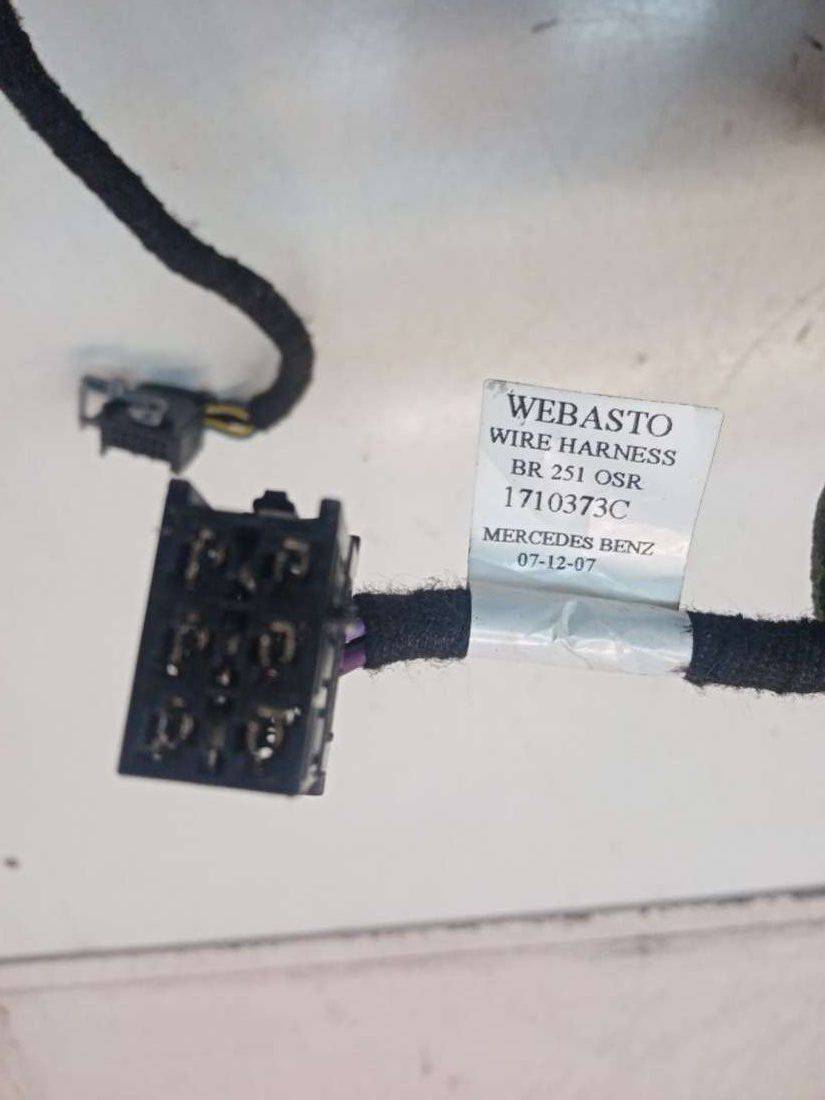 WEBASTO
WIRE HARNESS
BR 251 OSR
1710373C
MERCEDES BENZ
07-12-07